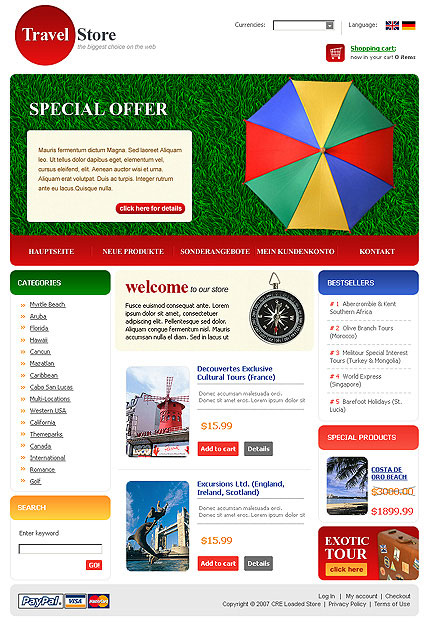 Travel Store
the biggest choice on the web
Currencies:
Language:
Shopping cart:
now in your cart 0 items
SPECIAL OFFER
Mauris fermentum dictum Magna. Sed laoreet Aliquam
leo. Ut tellus dolor dapibus eget, elementum vel,
cursus eleifend, elit. Aenean auctor wisi et urna.
Aliquam erat volutpat. Duis ac turpis. Integer rutrum
ante eu lacus.Quisque nulla.
click here for details
HAUPTSEITE
NEUE PRODUKTE
SONDERANGEBOTE
MEIN KUNDENKONTO
KONTAKT
CATEGORIES
Myrtle Beach
Aruba
Florida
Hawaii
Cancun
Mazatlan
Caribbean
Cabo San Lucas
Multi-Locations
Western USA
California
Themeparks
Canada
International
Romance
Golf
SEARCH
Enter keyword
GO!
welcome to our store
Fusce euismod consequat ante. Lorem
ipsum dolor sit amet, consectetuer
adipiscing elit. Pellentesque sed dolor
Aliquam congue fermentum nisl. Mauris
accumsan nulla el diam. Sed in lacus ut
Decouvertes Exclusive
Cultural Tours (France)
Donec accumsan malesuada orci.
Donec sit amet eros. Lorem ipsum dolor sit
$15.99
Add to cart
Details
Excursions Ltd. (England,
Ireland, Scotland)
Donec accumsan malesuada orci.
Donec sit amet eros. Lorem ipsum dolor sit
$15.99
Add to cart
Details
BESTSELLERS
# 1 Abercrombie & Kent
Southern Africa
# 2 Olive Branch Tours
(Morocco)
# 3 Melitour Special Interest
Tours (Turkey & Mongolia)
# 4 World Express
(Singapore)
# 5 Barefoot Holidays (St.
Lucia)
SPECIAL PRODUCTS
COSTA DE
ORO BEACH
$3000.00
$1899.99
EXOTIC
TOUR
click here
PayPal
VISA
MasterCard
Log In | My account | Checkout
Copyright © 2007 CRE Loaded Store | Privacy Policy | Terms of Use